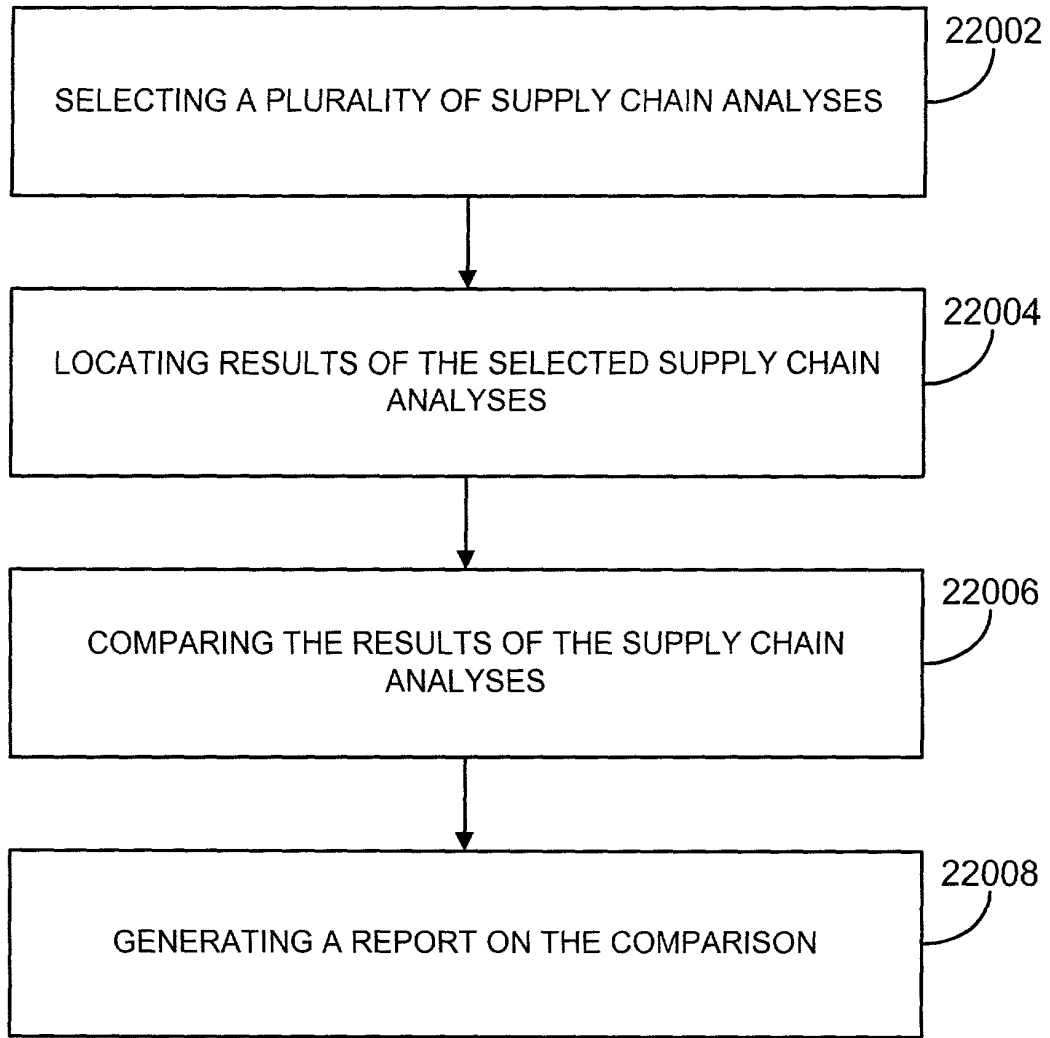 22002
SELECTING A PLURALITY OF SUPPLY CHAIN ANALYSES
22004
LOCATING RESULTS OF THE SELECTED SUPPLY CHAIN
ANALYSES
22006
COMPARING THE RESULTS OF THE SUPPLY CHAIN
ANALYSES
22008
GENERATING A REPORT ON THE COMPARISON